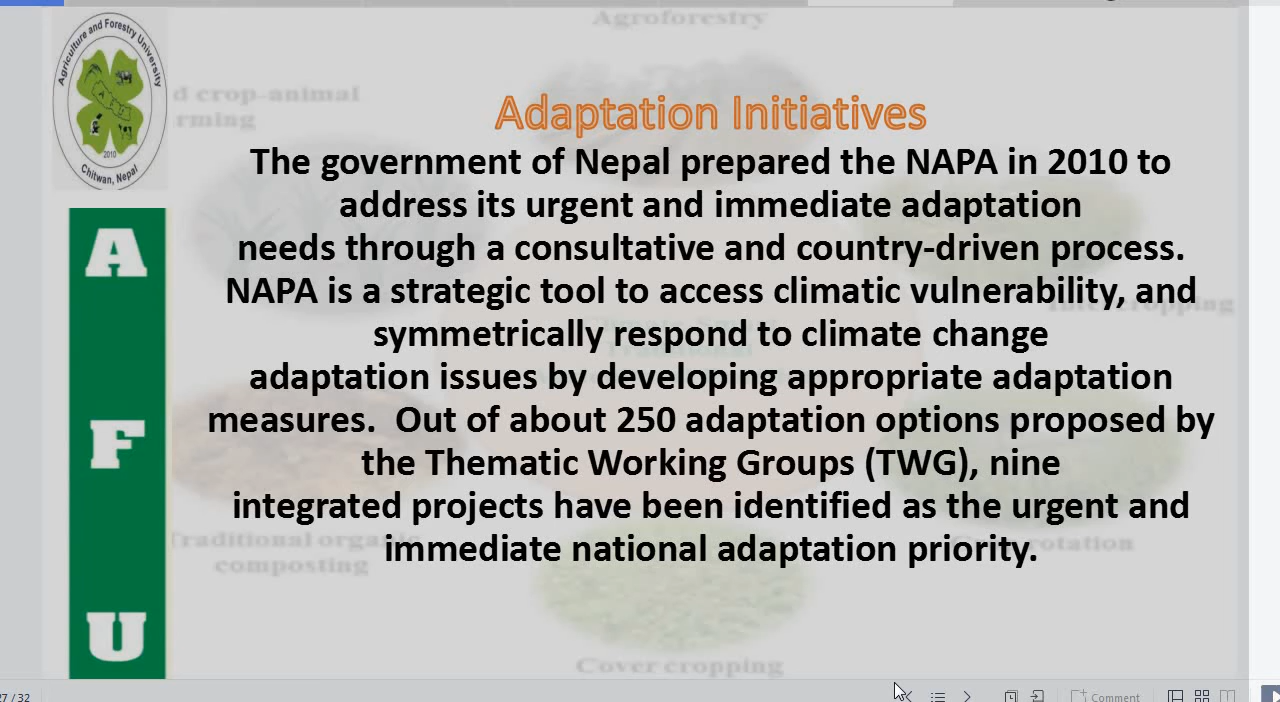 Agroforestry
Agriculture and Forestry University
2010
Chitwan, Nepal
d crop-animal
rming
Adaptation Initiatives
The government of Nepal prepared the NAPA in 2010 to
address its urgent and immediate adaptation
needs through a consultative and country-driven process.
NAPA is a strategic tool to access climatic vulnerability, and
symmetrically respond to climate change
adaptation issues by developing appropriate adaptation
measures.  Out of about 250 adaptation options proposed by
the Thematic Working Groups (TWG), nine
integrated projects have been identified as the urgent and
immediate national adaptation priority.
A
F
U
Intercropping
Traditional
Traditional organic
composting
rotation
Cover cropping
27 / 32
Comment